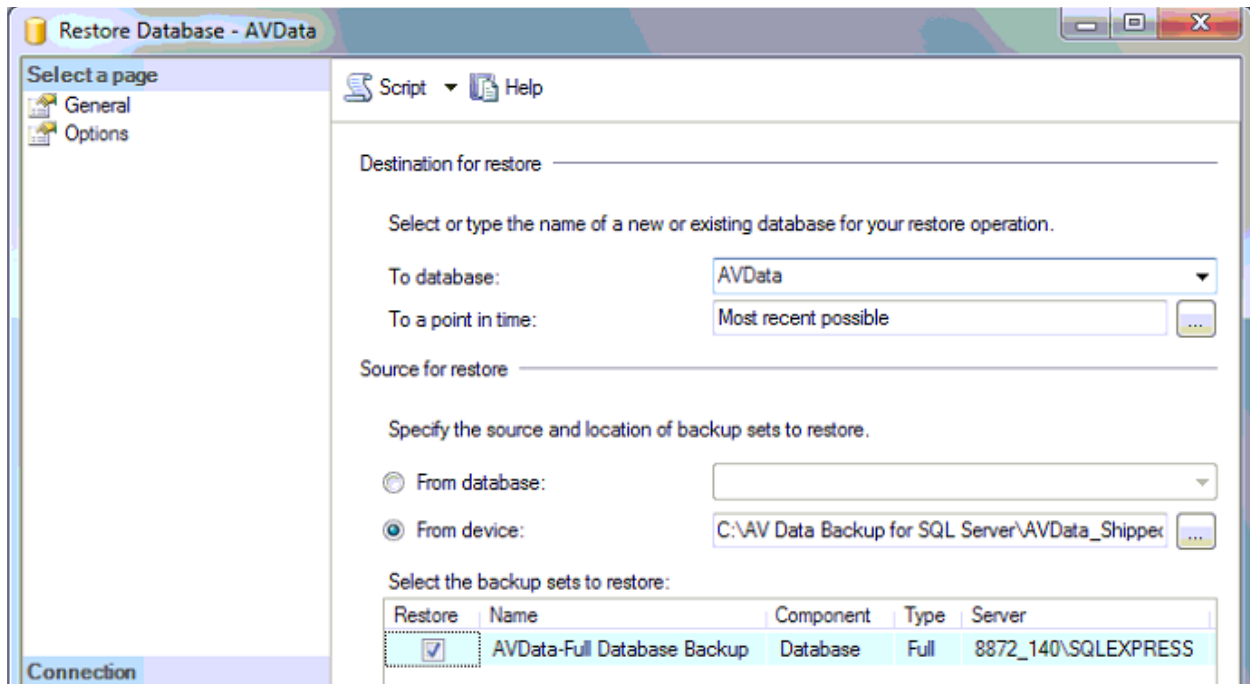 Restore Database - AVData
Select a page
General
Options
Connection
Script Help
Destination for restore
Select or type the name of a new or existing database for your restore operation.
To database: AVData
To a point in time: Most recent possible ...
Source for restore
Specify the source and location of backup sets to restore.
From database:
From device: C:\AV Data Backup for SQL Server\AVData_Shipped ...
Select the backup sets to restore:
Restore Name Component Type Server
AVData-Full Database Backup Database Full 8872_140\SQLEXPRESS